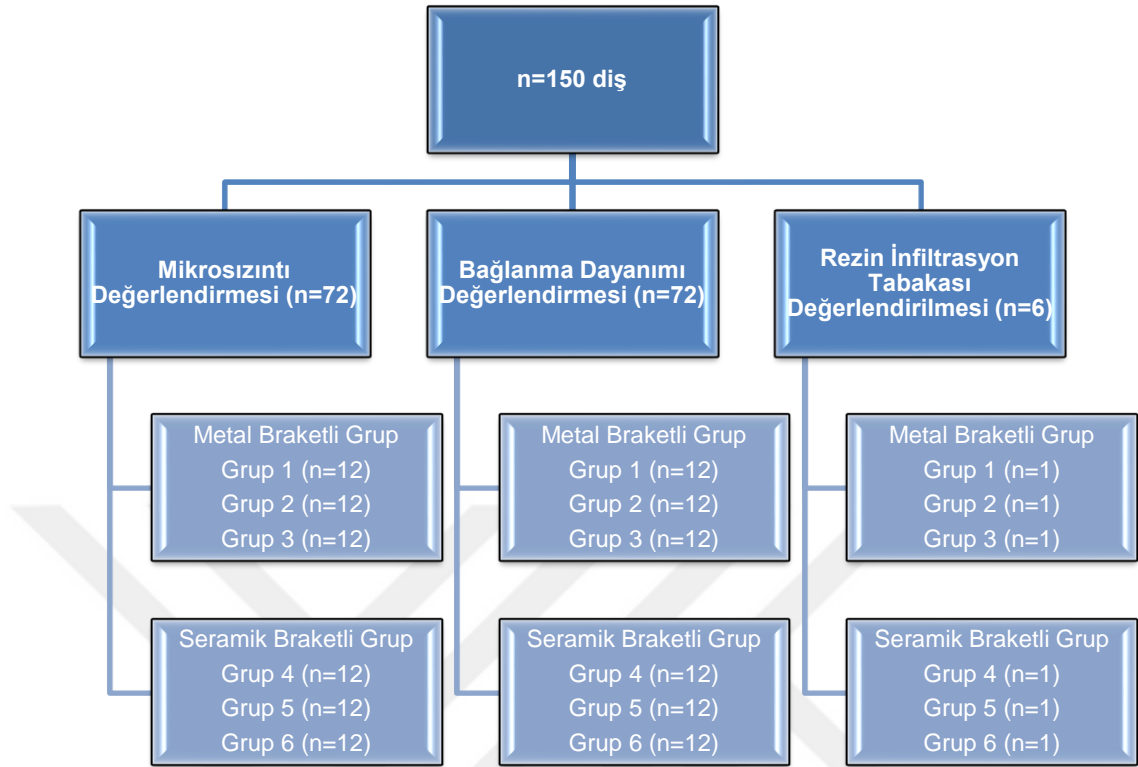 n=150 diş
Mikrosızıntı
Değerlendirmesi (n=72)
Bağlanma Dayanımı
Değerlendirmesi (n=72)
Rezin İnfiltrasyon
Tabakası
Değerlendirilmesi (n=6)
Metal Braketli Grup
Grup 1 (n=12)
Grup 2 (n=12)
Grup 3 (n=12)
Metal Braketli Grup
Grup 1 (n=12)
Grup 2 (n=12)
Grup 3 (n=12)
Metal Braketli Grup
Grup 1 (n=1)
Grup 2 (n=1)
Grup 3 (n=1)
Seramik Braketli Grup
Grup 4 (n=12)
Grup 5 (n=12)
Grup 6 (n=12)
Seramik Braketli Grup
Grup 4 (n=12)
Grup 5 (n=12)
Grup 6 (n=12)
Seramik Braketli Grup
Grup 4 (n=1)
Grup 5 (n=1)
Grup 6 (n=1)